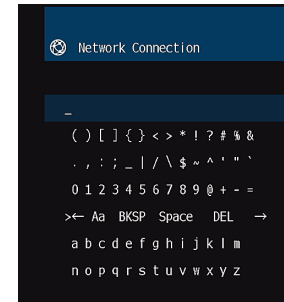 Network Connection
_
( ) [ ] { } < > * ! ? # % &
. , : ; _ | / \ $ ~ ^ ' " `
0 1 2 3 4 5 6 7 8 9 @ + - =
>← Aa BKSP Space DEL →
a b c d e f g h i j k l m
n o p q r s t u v w x y z